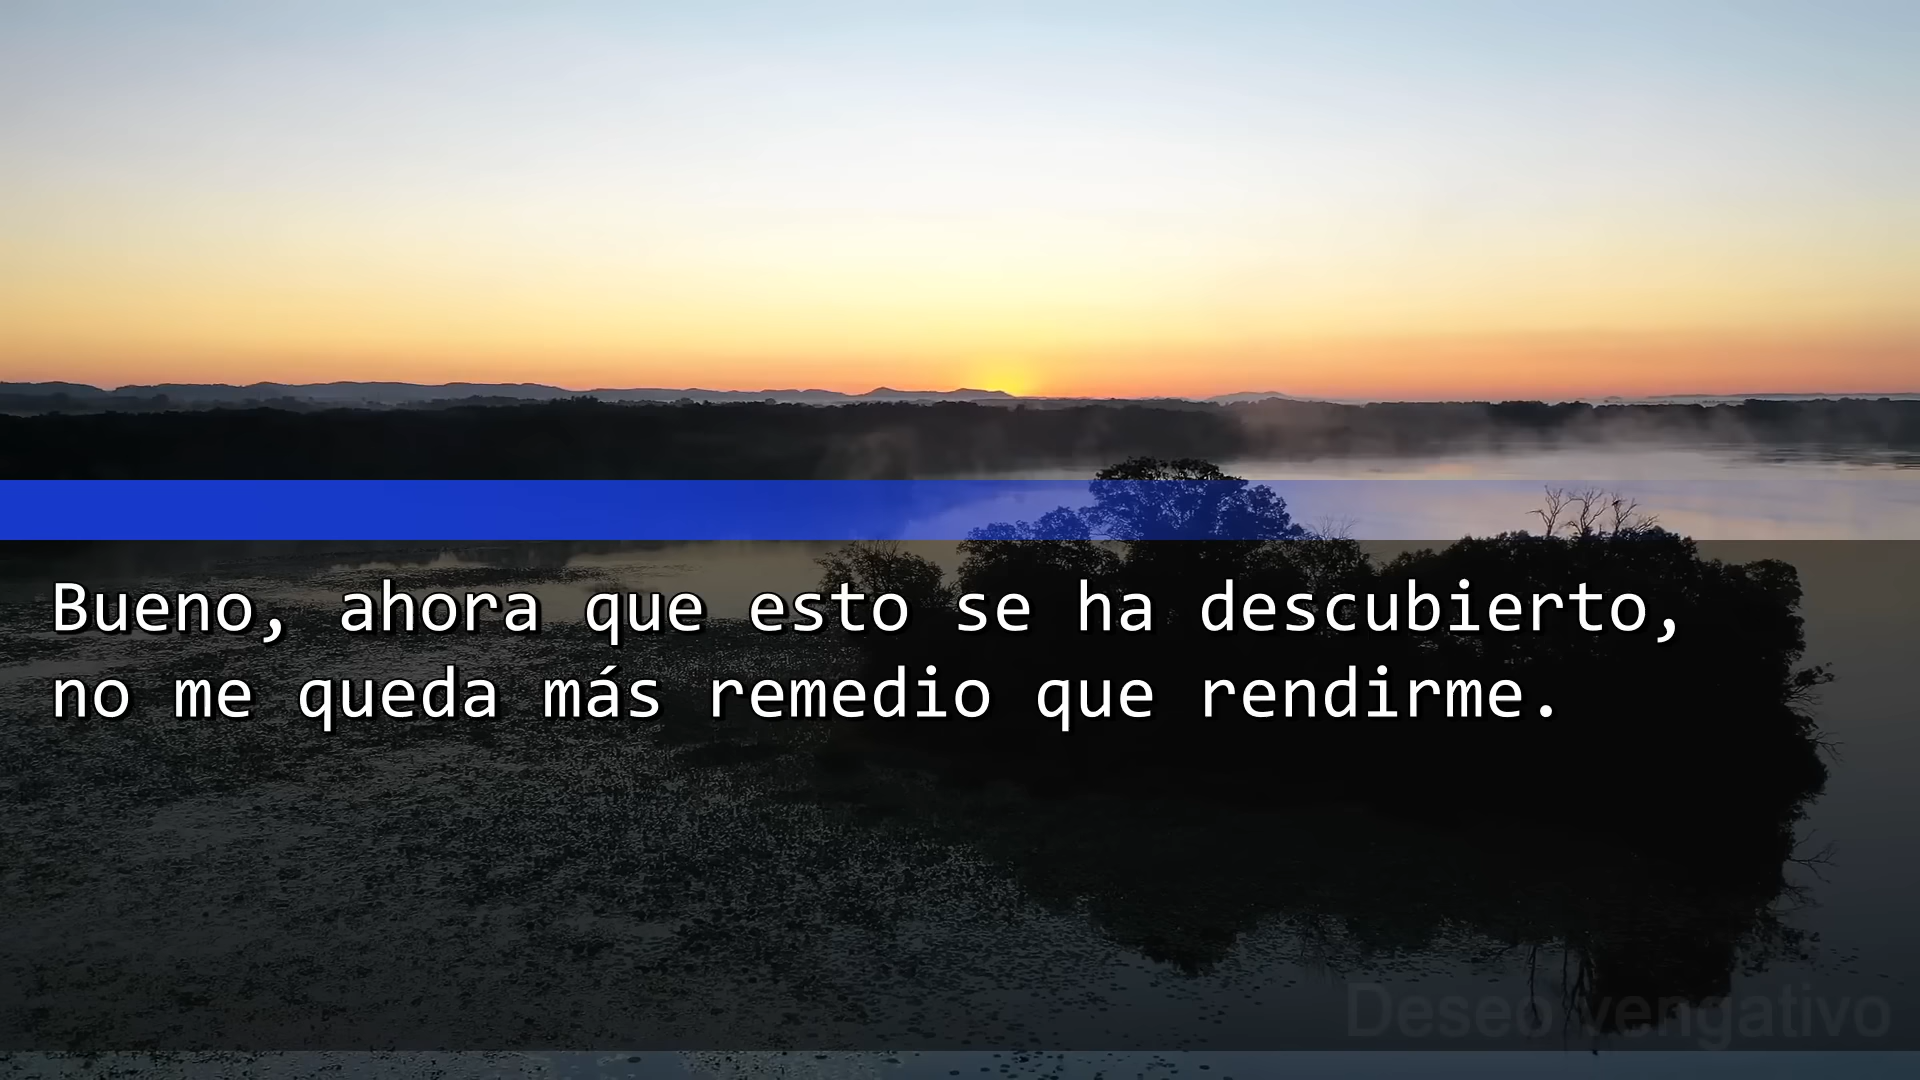 Bueno, ahora que esto se ha descubierto,
no me queda más remedio que rendirme.
Deseo vengativo